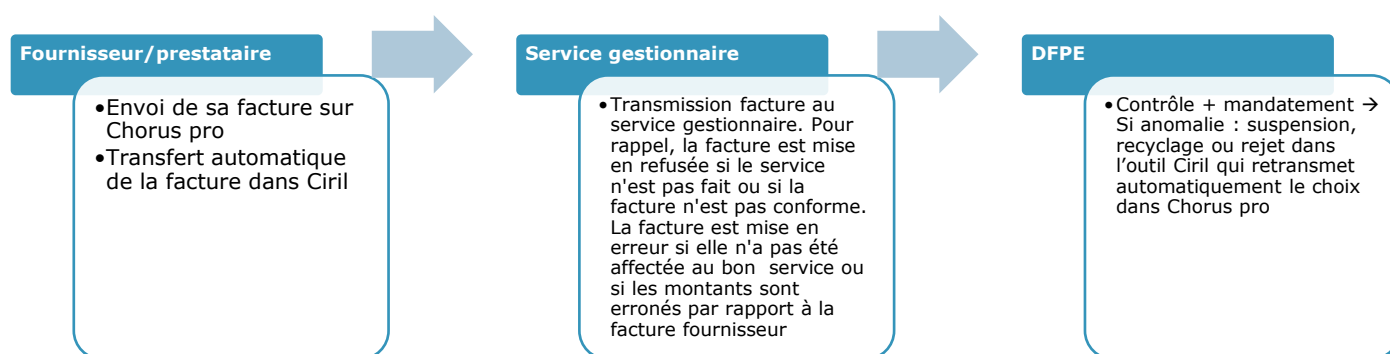 Fournisseur/prestataire
•Envoi de sa facture sur
Chorus pro
•Transfert automatique
de la facture dans Ciril
Service gestionnaire
•Transmission facture au
service gestionnaire. Pour
rappel, la facture est mise
en refusée si le service
n'est pas fait ou si la
facture n'est pas conforme.
La facture est mise en
erreur si elle n'a pas été
affectée au bon  service ou
si les montants sont
erronés par rapport à la
facture fournisseur
DFPE
•Contrôle + mandatement →
Si anomalie : suspension,
recyclage ou rejet dans
l’outil Ciril qui retransmet
automatiquement le choix
dans Chorus pro